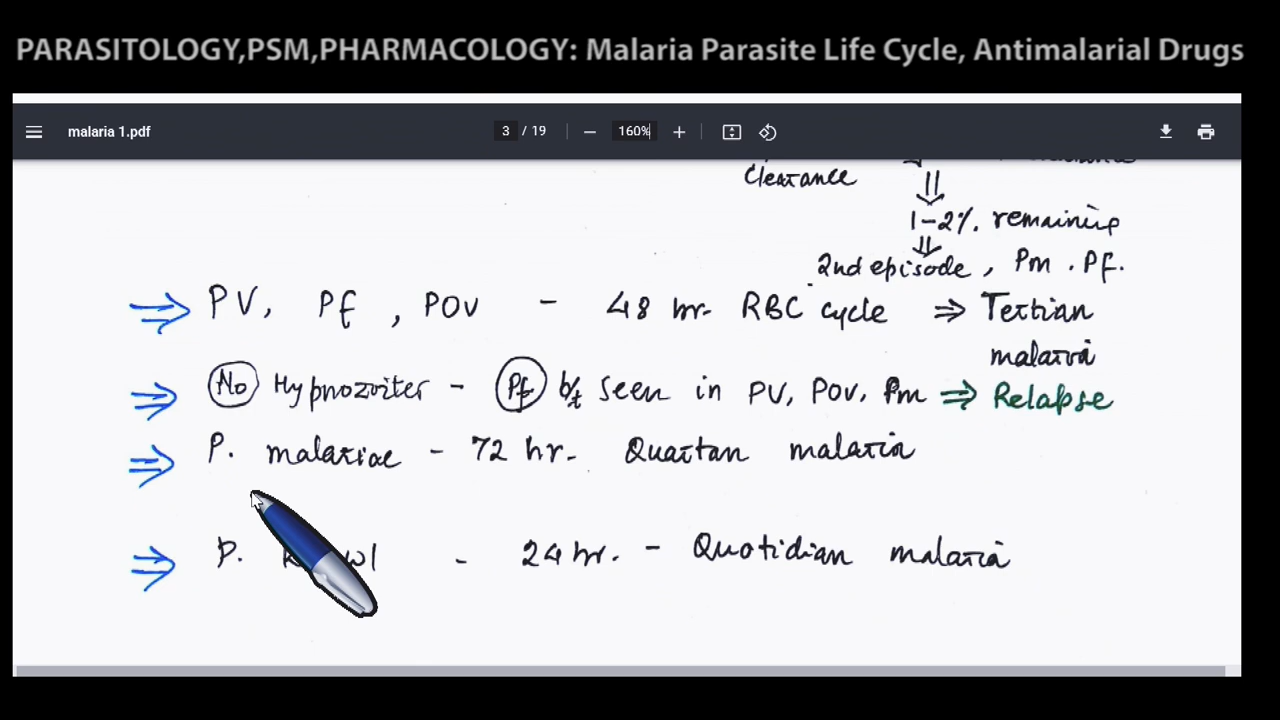 PARASITOLOGY,PSM,PHARMACOLOGY: Malaria Parasite Life Cycle, Antimalarial Drugs
malaria 1.pdf 3 / 19 160%
Clearance
1-2%. remaining
2nd episode, Pm. Pf.
⇒ PV, Pf, POV - 48 hr. RBC cycle ⇒ Tertian
malaria
⇒ No Hypnozoites - Pf b/t seen in PV, POV, Pm ⇒ Relapse
⇒ P. malariae - 72 hr. Quartan malaria
⇒ P. - 24 hr. - Quotidian malaria